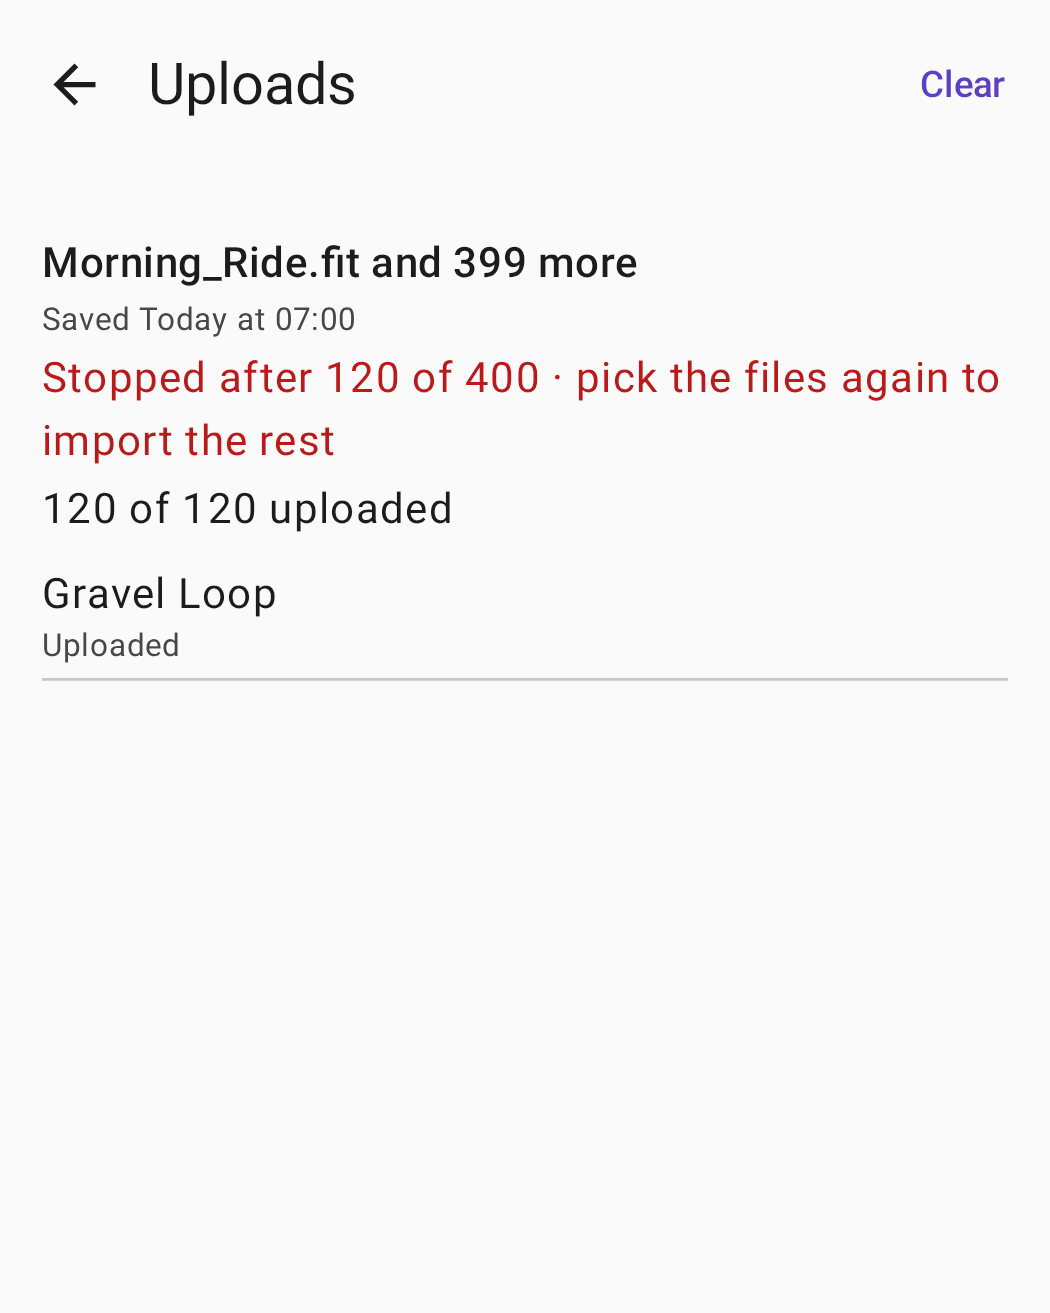 Uploads
Clear
Morning_Ride.fit and 399 more
Saved Today at 07:00
Stopped after 120 of 400 · pick the files again to
import the rest
120 of 120 uploaded
Gravel Loop
Uploaded